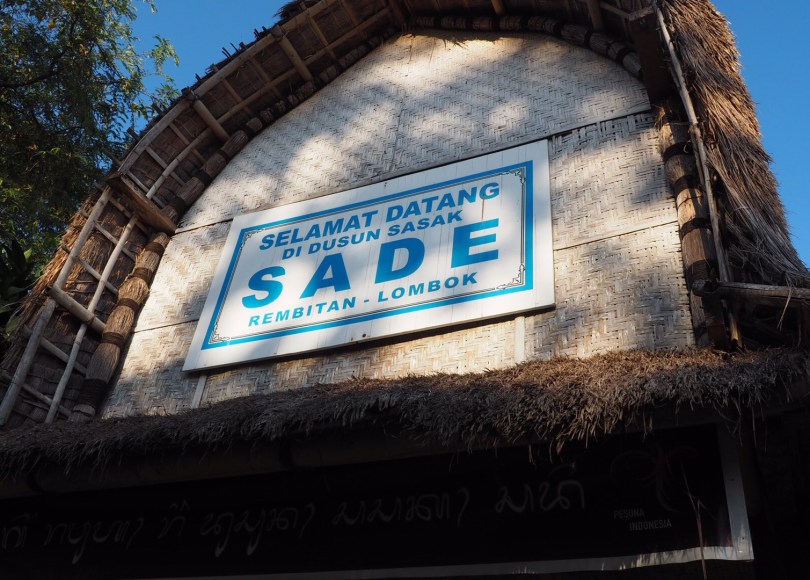 SELAMAT DATANG
DI DUSUN SASAK
SADE
REMBITAN - LOMBOK
PESONA
INDONESIA